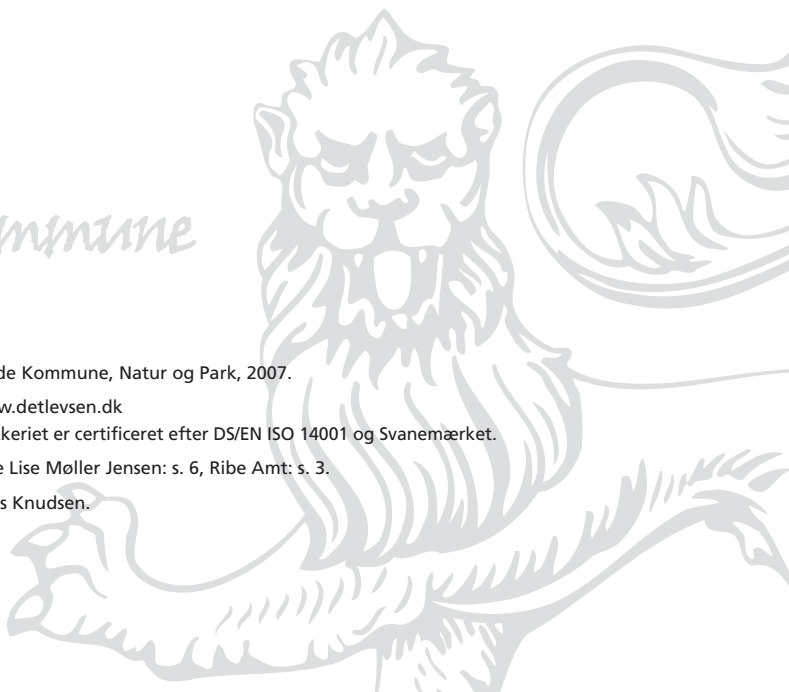 mmune
de Kommune, Natur og Park, 2007.
w.detlevsen.dk
keriet er certificeret efter DS/EN ISO 14001 og Svanemærket.
e Lise Møller Jensen: s. 6, Ribe Amt: s. 3.
s Knudsen.